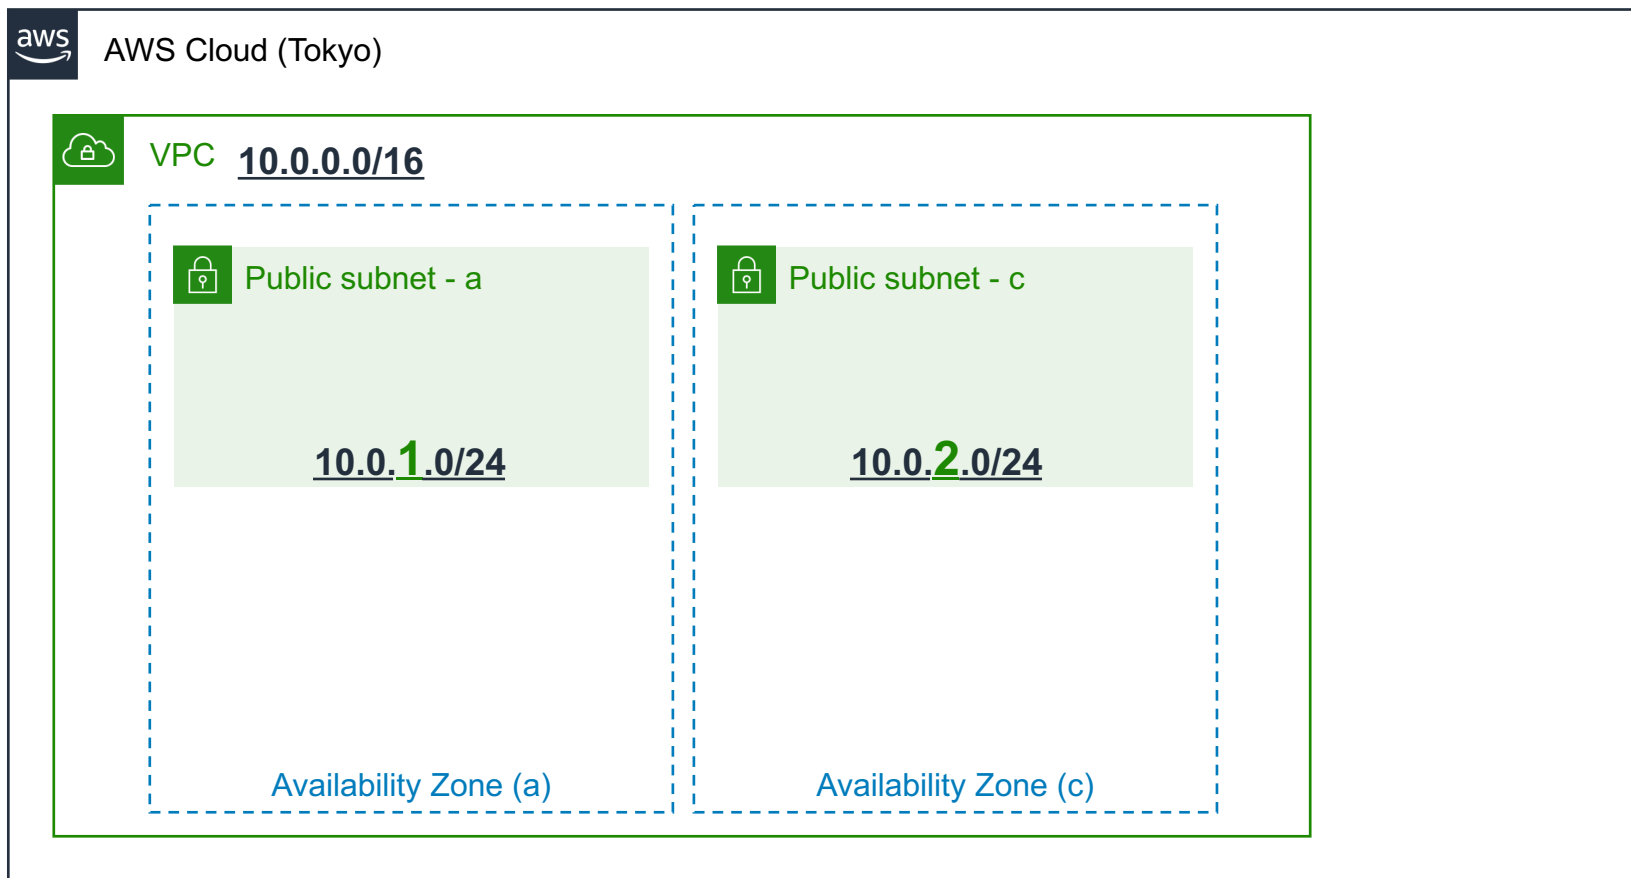 aws
AWS Cloud (Tokyo)
VPC 10.0.0.0/16
Public subnet - a
10.0.1.0/24
Availability Zone (a)
Public subnet - c
10.0.2.0/24
Availability Zone (c)